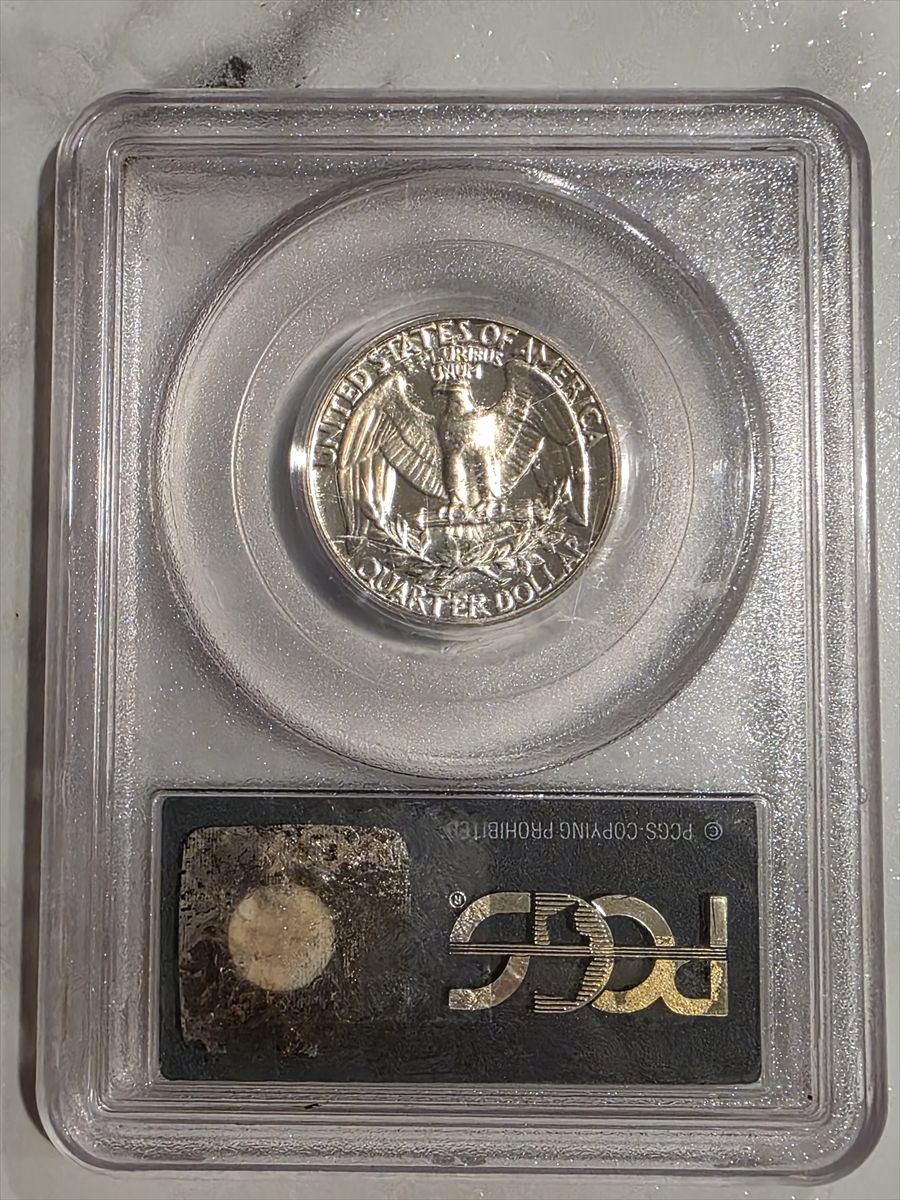 UNITED STATES OF AMERICA
E PLURIBUS
UNUM
QUARTER DOLLAR
© PCGS-COPYING PROHIBITED
PCGS®